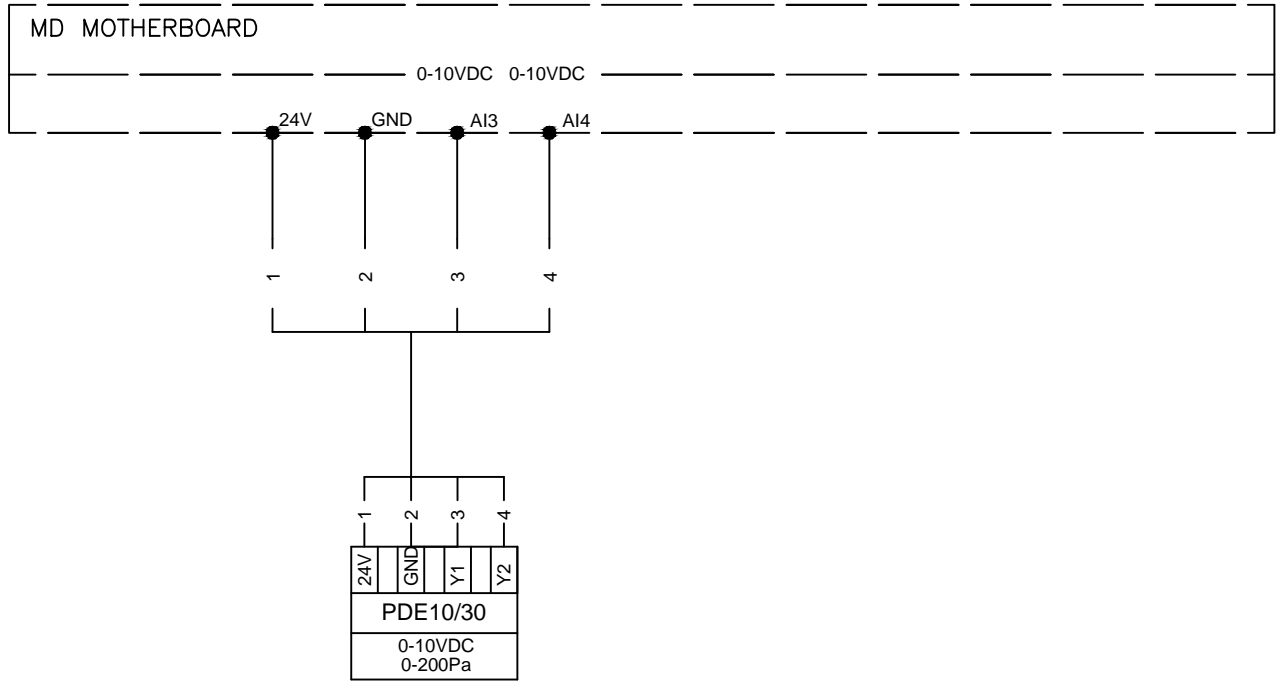 MD MOTHERBOARD
0-10VDC 0-10VDC
24V GND AI3 AI4
1 2 3 4
1 2 3 4
24V GND Y1 Y2
PDE10/30
0-10VDC
0-200Pa